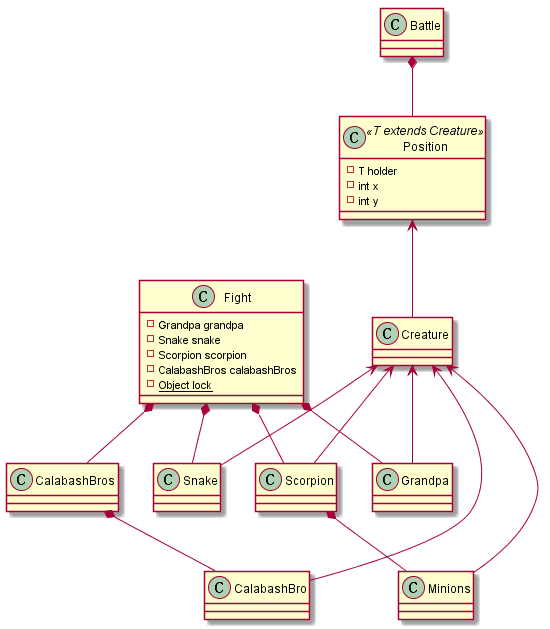 C Battle
C «T extends Creature»
Position
T holder
int x
int y
C Fight
Grandpa grandpa
Snake snake
Scorpion scorpion
CalabashBros calabashBros
Object lock
C Creature
C CalabashBros
C Snake
C Scorpion
C Grandpa
C CalabashBro
C Minions